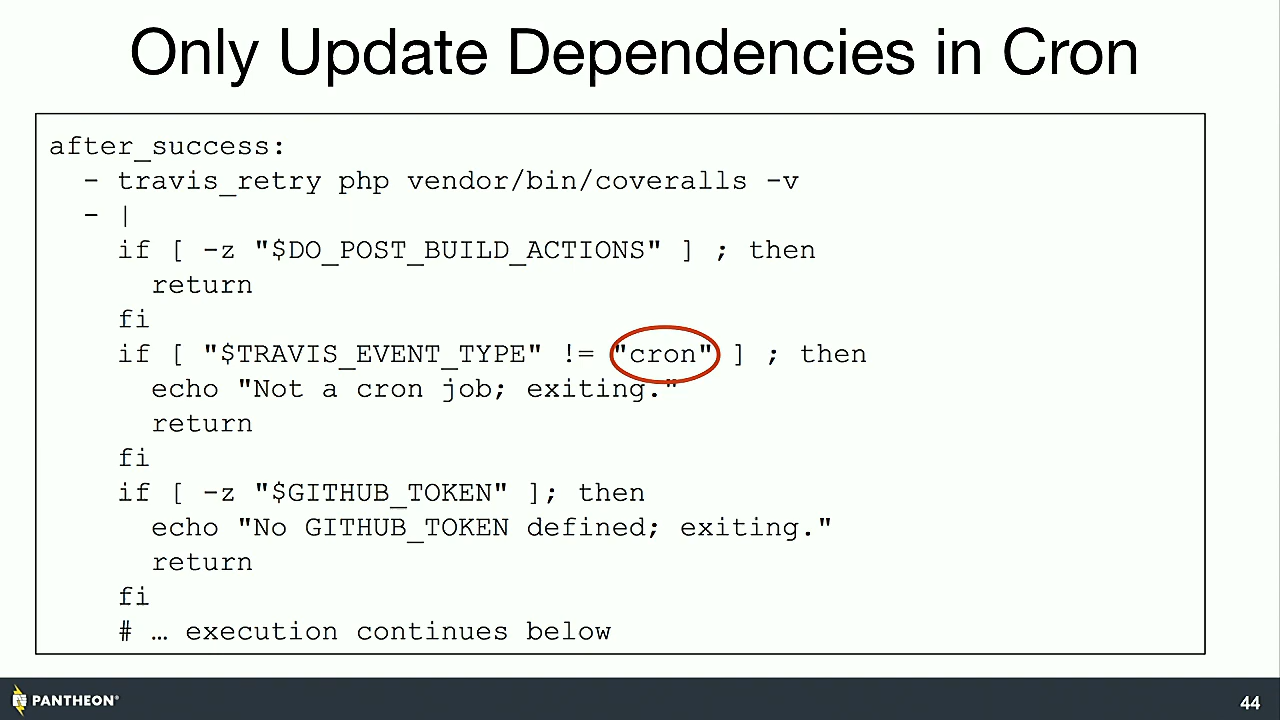 Only Update Dependencies in Cron
after_success:
  - travis_retry php vendor/bin/coveralls -v
  - |
    if [ -z "$DO_POST_BUILD_ACTIONS" ] ; then
      return
    fi
    if [ "$TRAVIS_EVENT_TYPE" != "cron" ] ; then
      echo "Not a cron job; exiting."
      return
    fi
    if [ -z "$GITHUB_TOKEN" ]; then
      echo "No GITHUB_TOKEN defined; exiting."
      return
    fi
    # … execution continues below
PANTHEON®
44